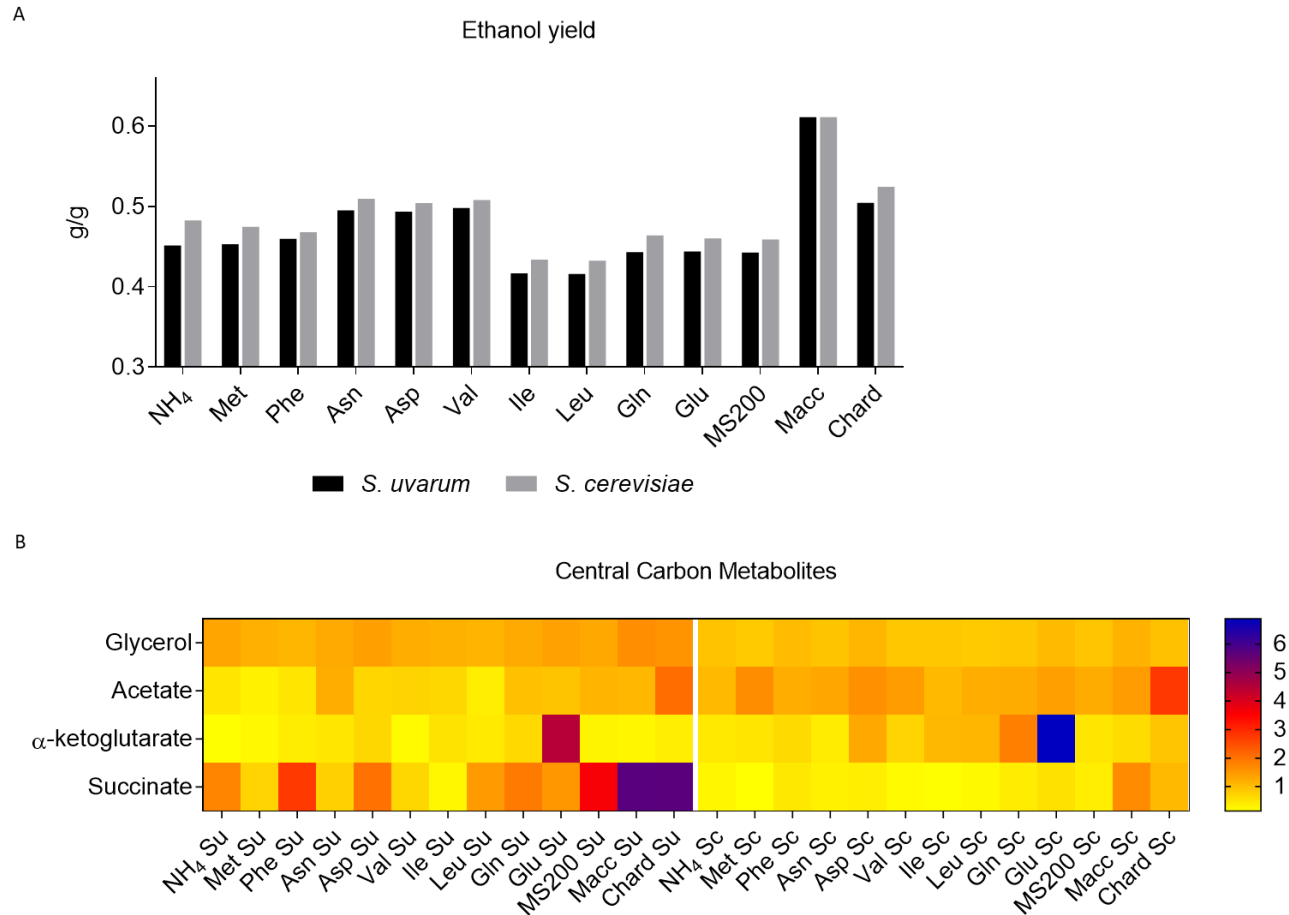 A
Ethanol yield
g/g
0.6
0.5
0.4
0.3
NH4 Met Phe Asn Asp Val Ile Leu Gln Glu MS200 Macc Chard
S. uvarum S. cerevisiae
B
Central Carbon Metabolites
Glycerol
Acetate
α-ketoglutarate
Succinate
6
5
4
3
2
1
NH4 Su Met Su Phe Su Asn Su Asp Su Val Su Ile Su Leu Su Gln Su Glu Su MS200 Su Macc Su Chard Su NH4 Sc Met Sc Phe Sc Asn Sc Asp Sc Val Sc Ile Sc Leu Sc Gln Sc Glu Sc MS200 Sc Macc Sc Chard Sc